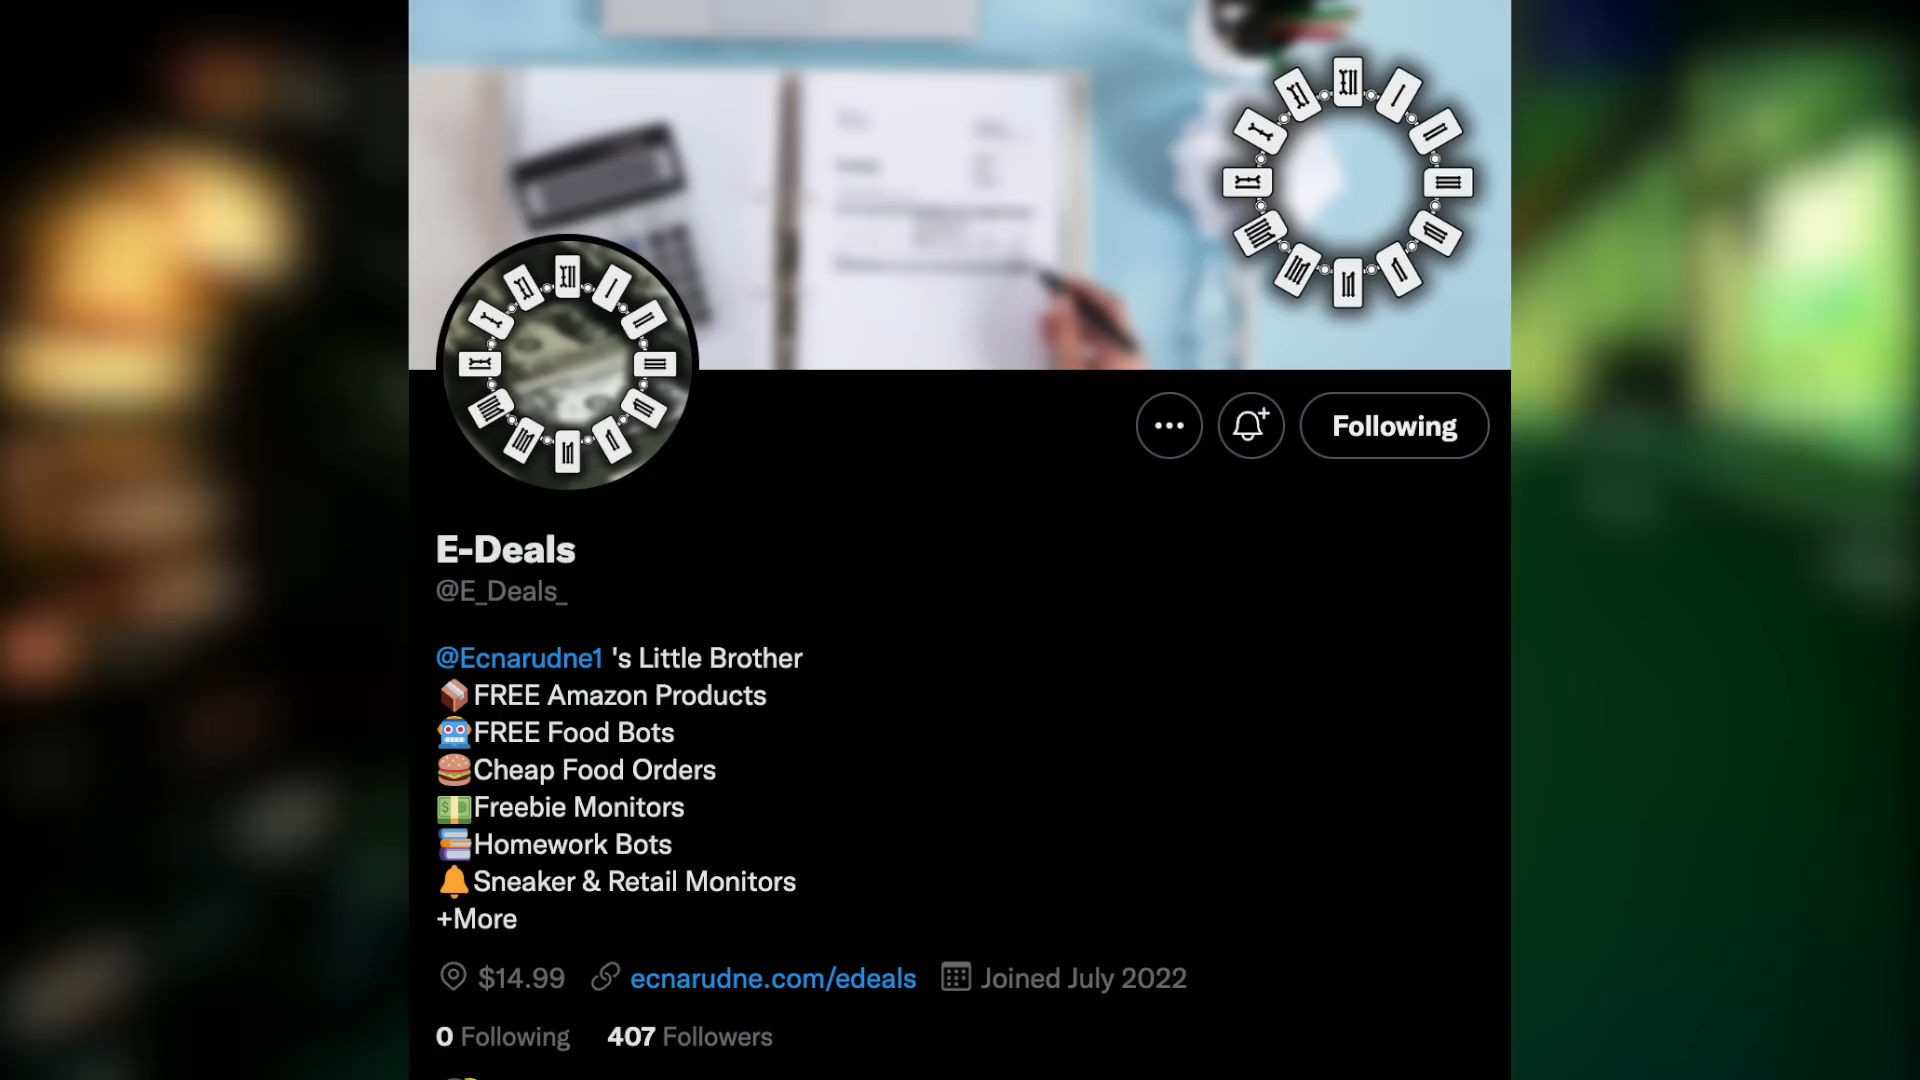 Following
E-Deals
@E_Deals_
@Ecnarudne1 's Little Brother
📦FREE Amazon Products
🤖FREE Food Bots
🍔Cheap Food Orders
💵Freebie Monitors
📚Homework Bots
🔔Sneaker & Retail Monitors
+More
$14.99 ecnarudne.com/edeals Joined July 2022
0 Following 407 Followers